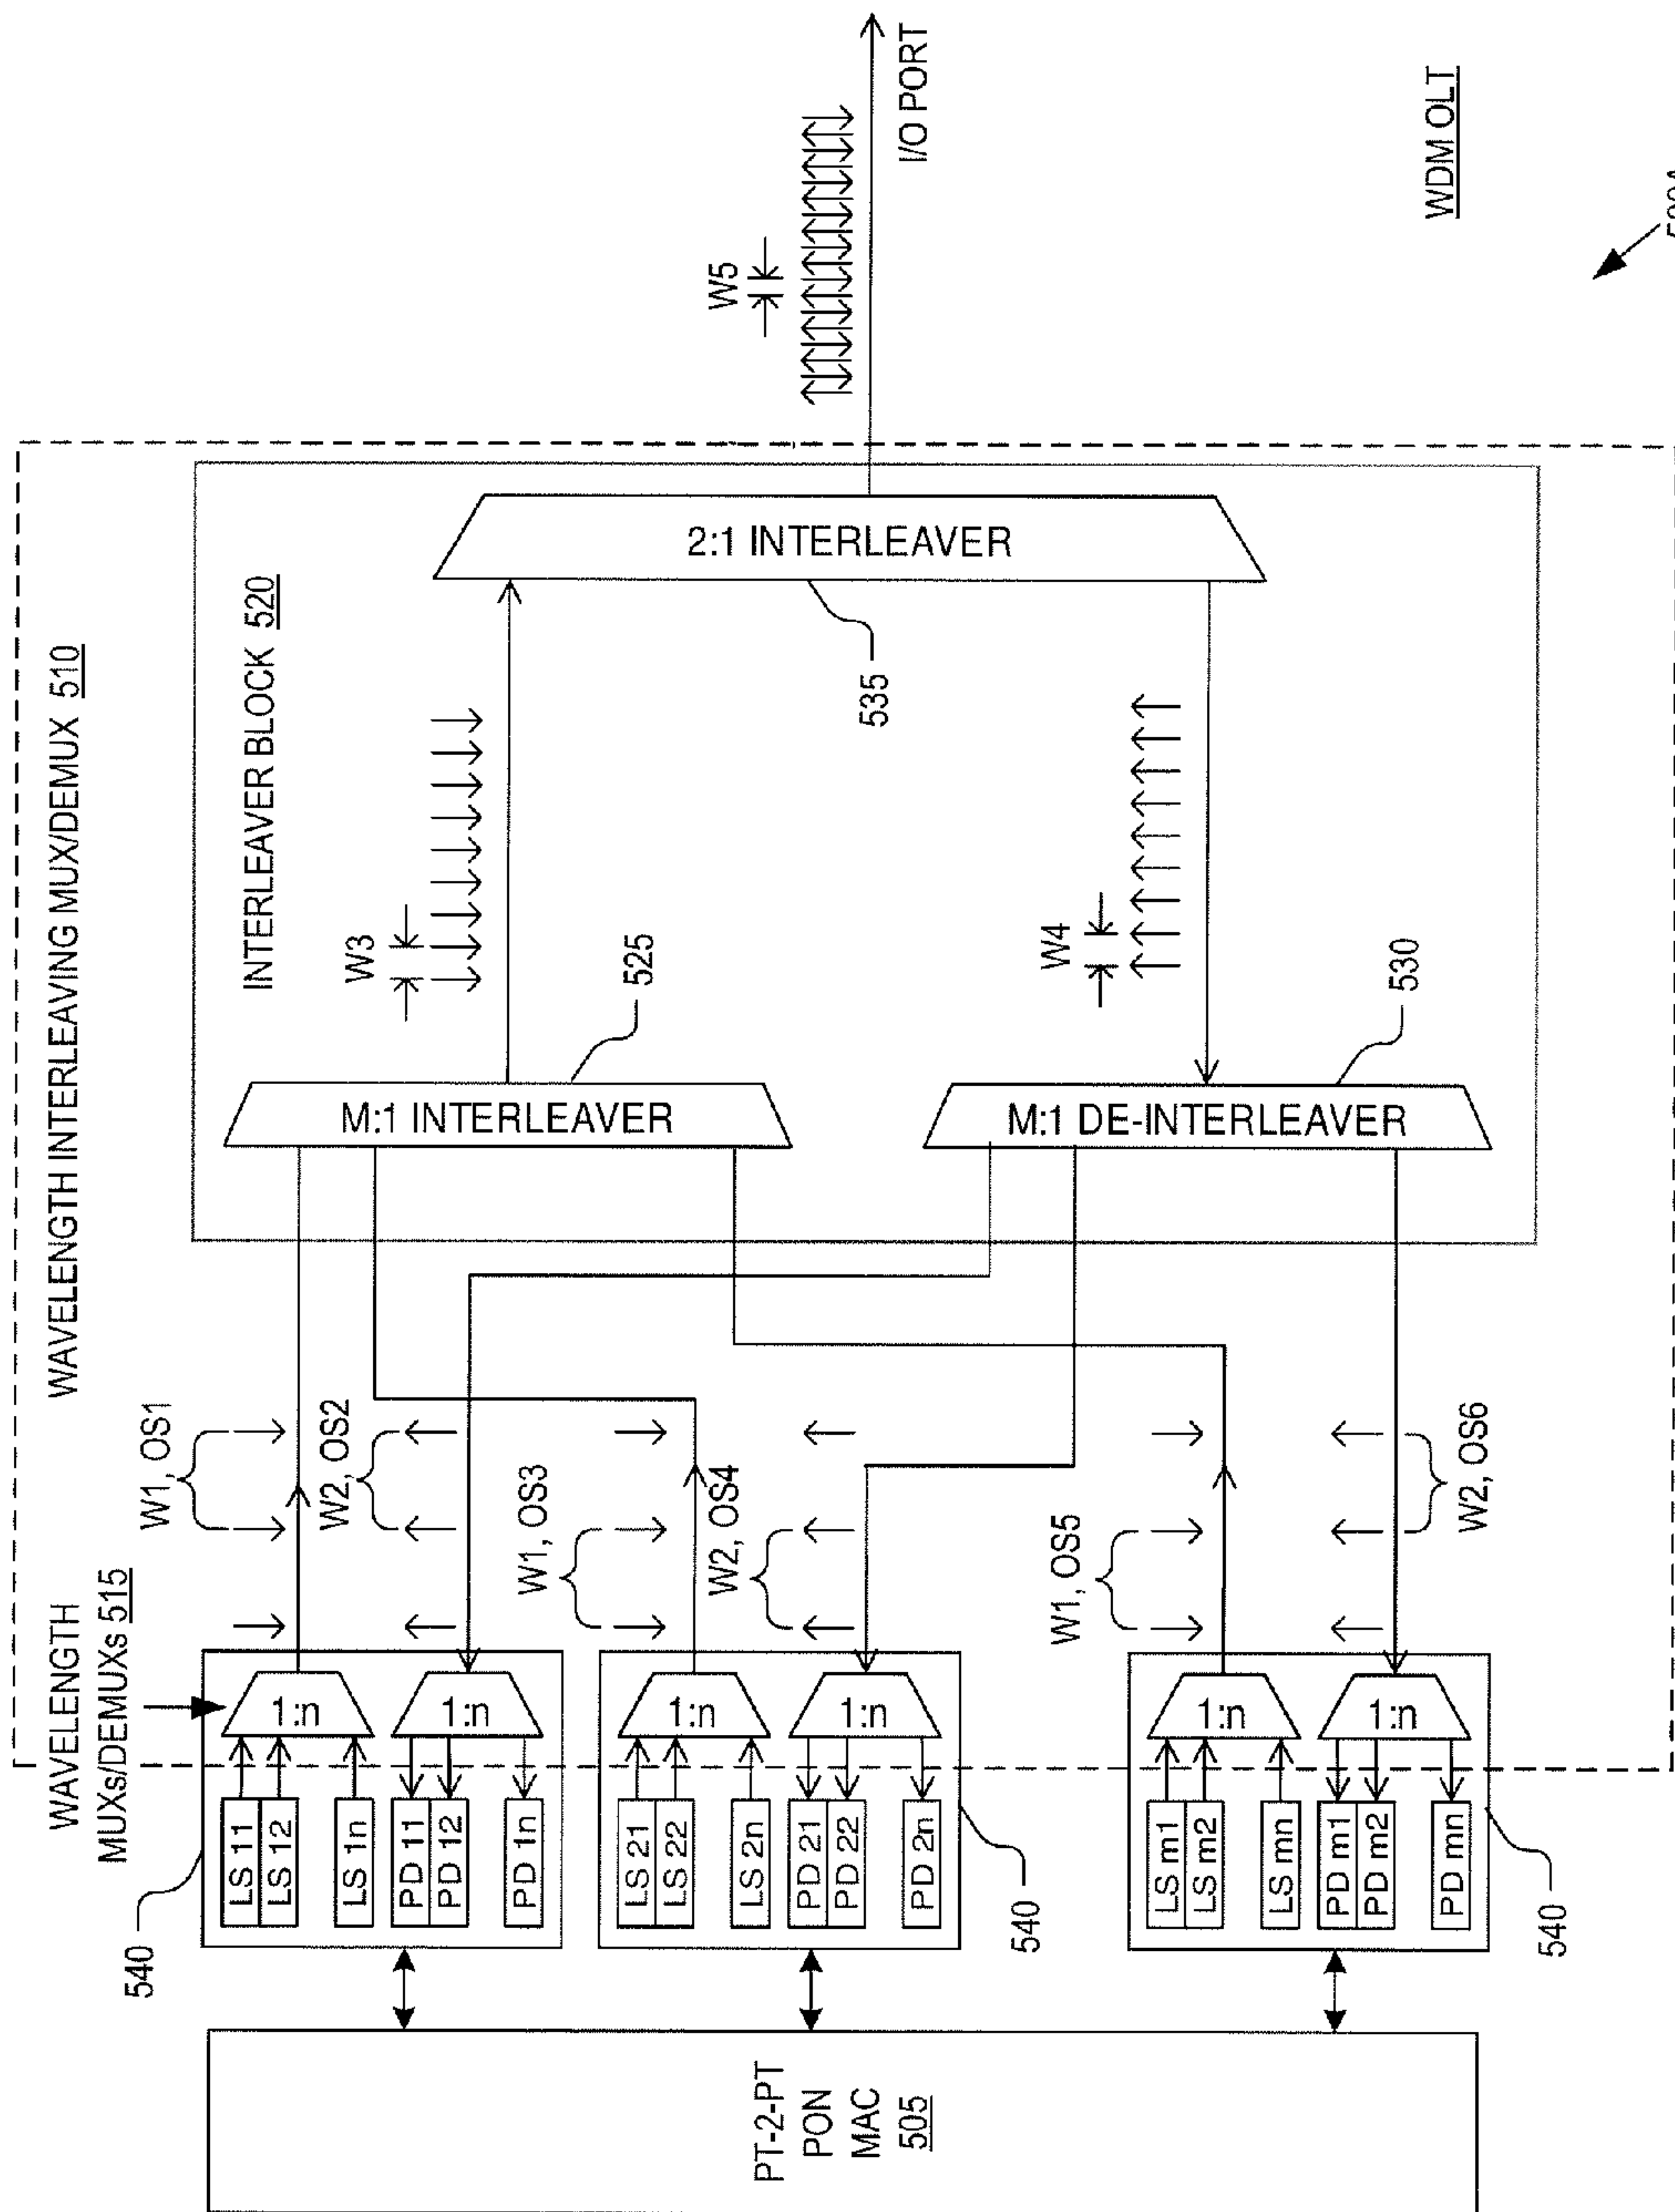 WAVELENGTH INTERLEAVING MUX/DEMUX 510
WAVELENGTH
MUXs/DEMUXs 515
540
W1, OS1
INTERLEAVER BLOCK 520
LS 11
LS 12
LS 1n
1:n
W2, OS2
PD 11
PD 12
PD 1n
1:n
M:1 INTERLEAVER
W3
525
W1, OS3
LS 21
LS 22
LS 2n
1:n
PT-2-PT
PON
MAC
505
2:1 INTERLEAVER
535
W5
I/O PORT
W2, OS4
PD 21
PD 22
PD 2n
1:n
540
M:1 DE-INTERLEAVER
W4
530
W1, OS5
LS m1
LS m2
LS mn
1:n
PD m1
PD m2
PD mn
1:n
W2, OS6
540
WDM OLT